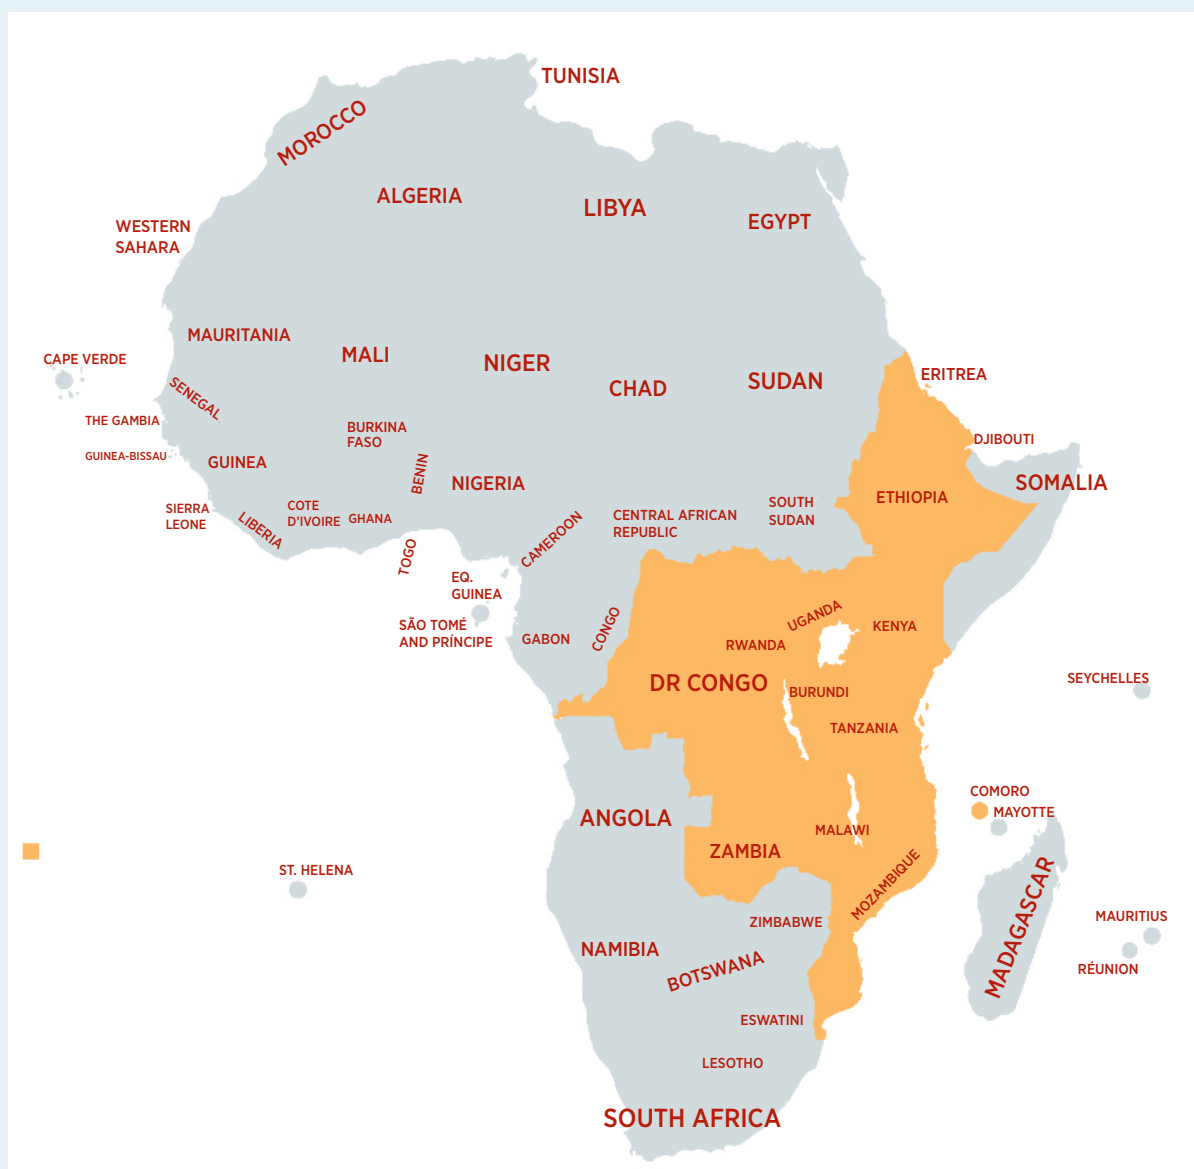 TUNISIA
MOROCCO
ALGERIA
LIBYA
EGYPT
WESTERN
SAHARA
MAURITANIA
MALI
NIGER
CHAD
SUDAN
ERITREA
CAPE VERDE
SENEGAL
THE GAMBIA
GUINEA-BISSAU
GUINEA
BURKINA
FASO
BENIN
NIGERIA
DJIBOUTI
SOMALIA
ETHIOPIA
SIERRA
LEONE
LIBERIA
COTE
D'IVOIRE
GHANA
TOGO
CAMEROON
CENTRAL AFRICAN
REPUBLIC
SOUTH
SUDAN
EQ.
GUINEA
SÃO TOMÉ
AND PRÍNCIPE
GABON
CONGO
UGANDA
KENYA
RWANDA
DR CONGO
BURUNDI
TANZANIA
SEYCHELLES
COMORO
MAYOTTE
ANGOLA
MALAWI
ZAMBIA
MOZAMBIQUE
ST. HELENA
MADAGASCAR
MAURITIUS
RÉUNION
ZIMBABWE
NAMIBIA
BOTSWANA
ESWATINI
LESOTHO
SOUTH AFRICA